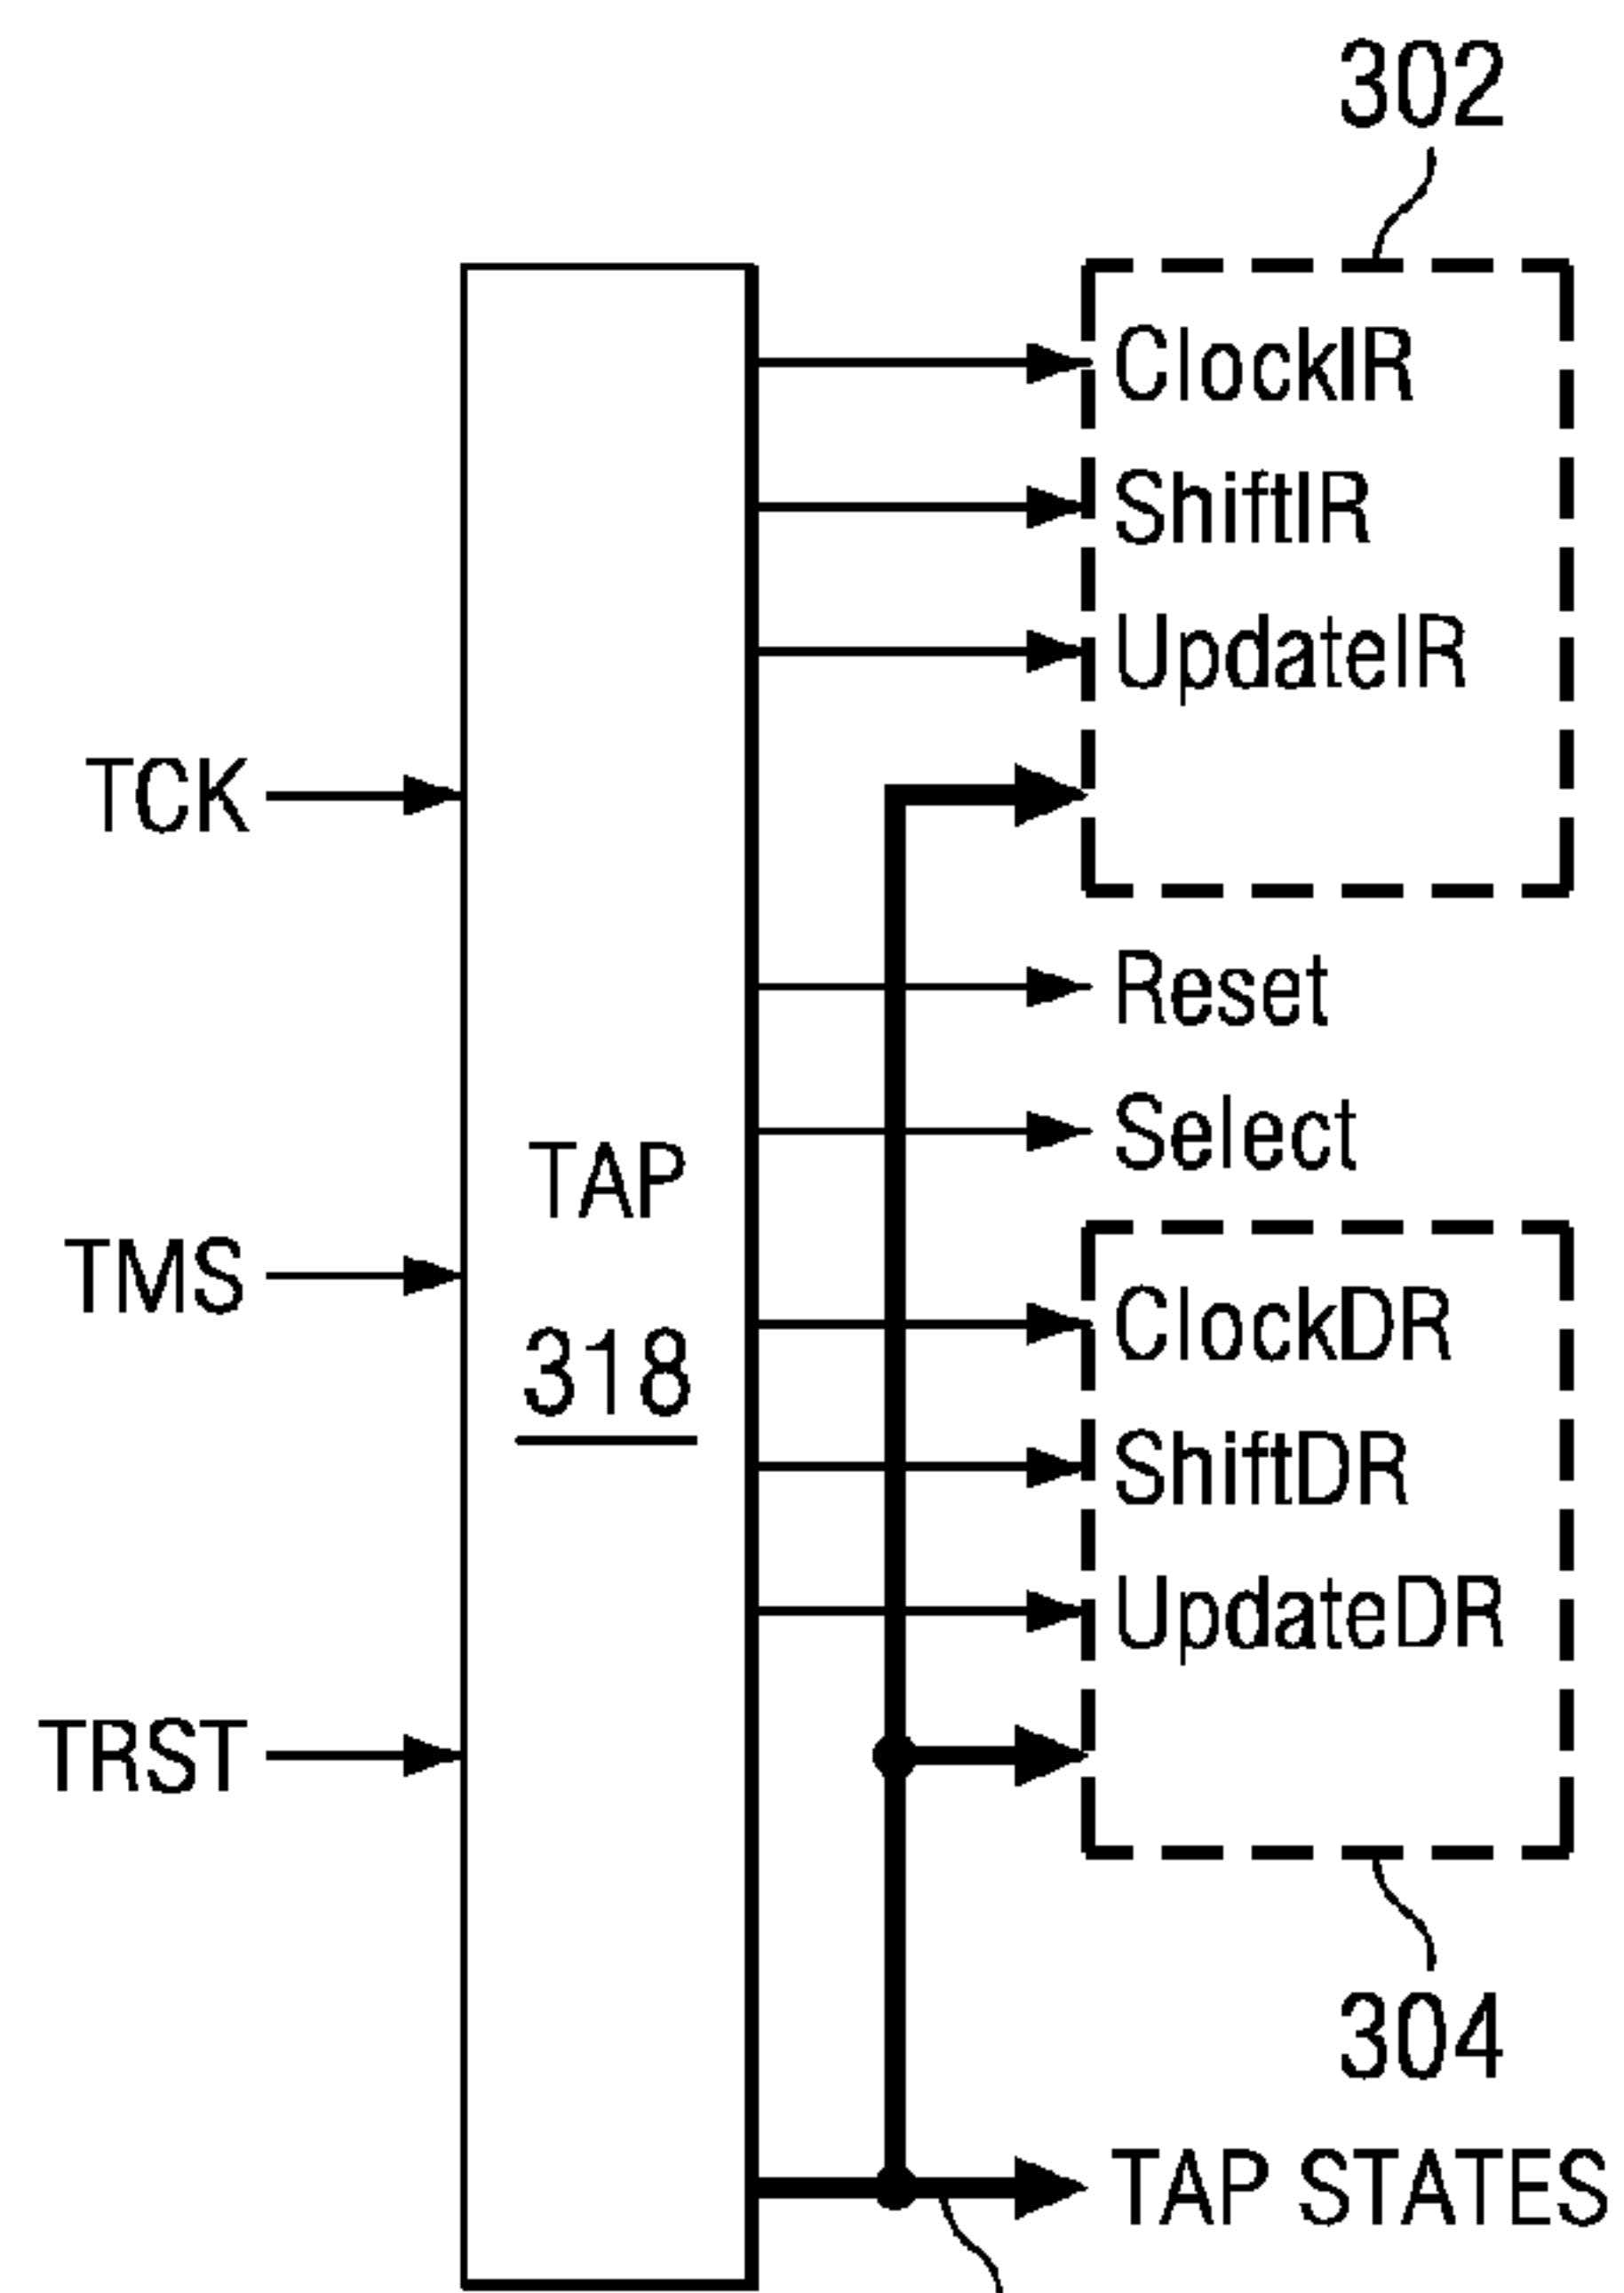 302
ClockIR
ShiftIR
UpdateIR
TCK
Reset
Select
TAP
TMS
318
ClockDR
ShiftDR
UpdateDR
TRST
304
TAP STATES